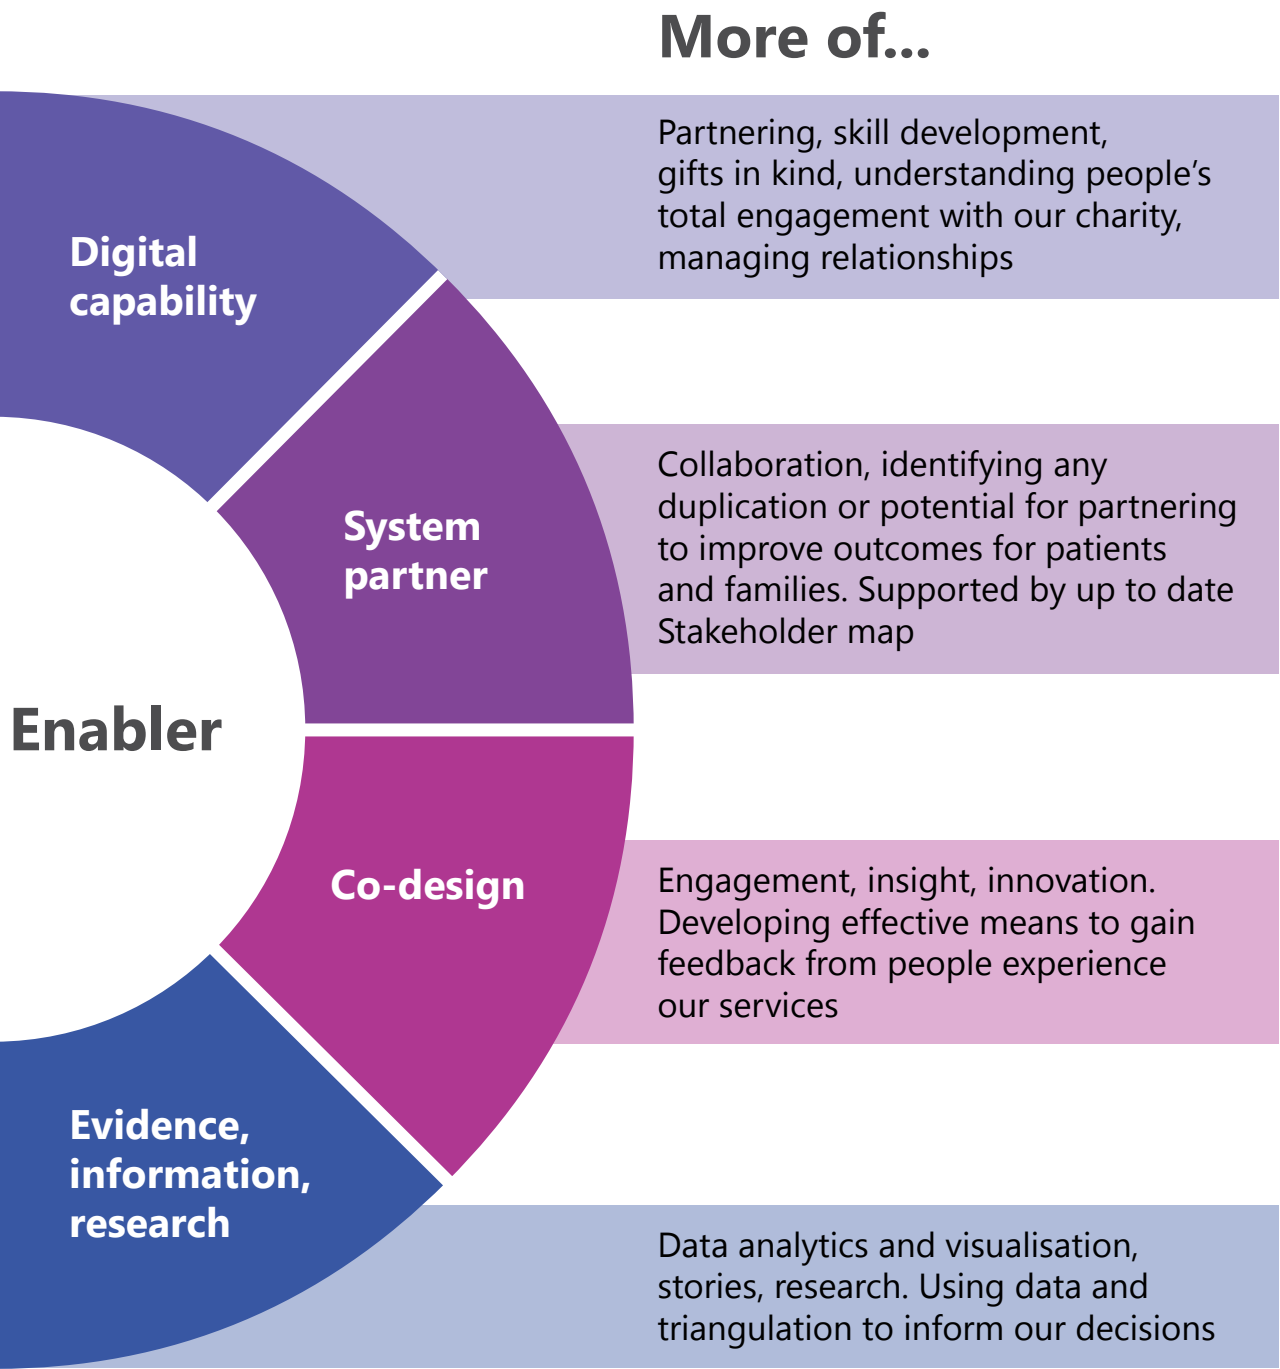 More of...
Digital
capability
Partnering, skill development,
gifts in kind, understanding people’s
total engagement with our charity,
managing relationships
System
partner
Collaboration, identifying any
duplication or potential for partnering
to improve outcomes for patients
and families. Supported by up to date
Stakeholder map
Enabler
Co-design
Engagement, insight, innovation.
Developing effective means to gain
feedback from people experience
our services
Evidence,
information,
research
Data analytics and visualisation,
stories, research. Using data and
triangulation to inform our decisions